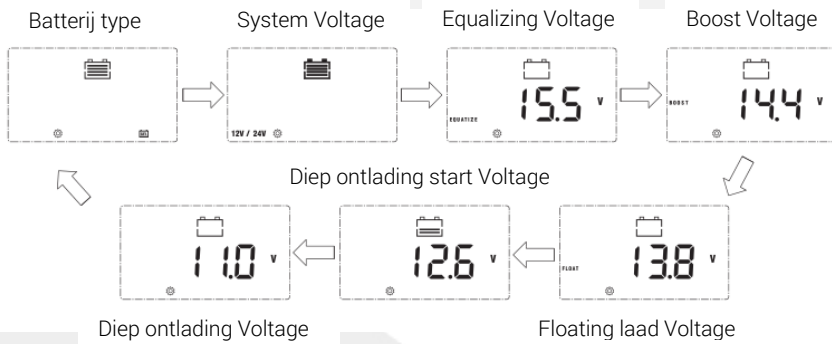 Batterij type
System Voltage
Equalizing Voltage
Boost Voltage
12V / 24V
EQUATIZE
15.5 V
BOOST
14.4 V
Diep ontlading start Voltage
11.0 V
12.6 V
FLOAT
13.8 V
Diep ontlading Voltage
Floating laad Voltage